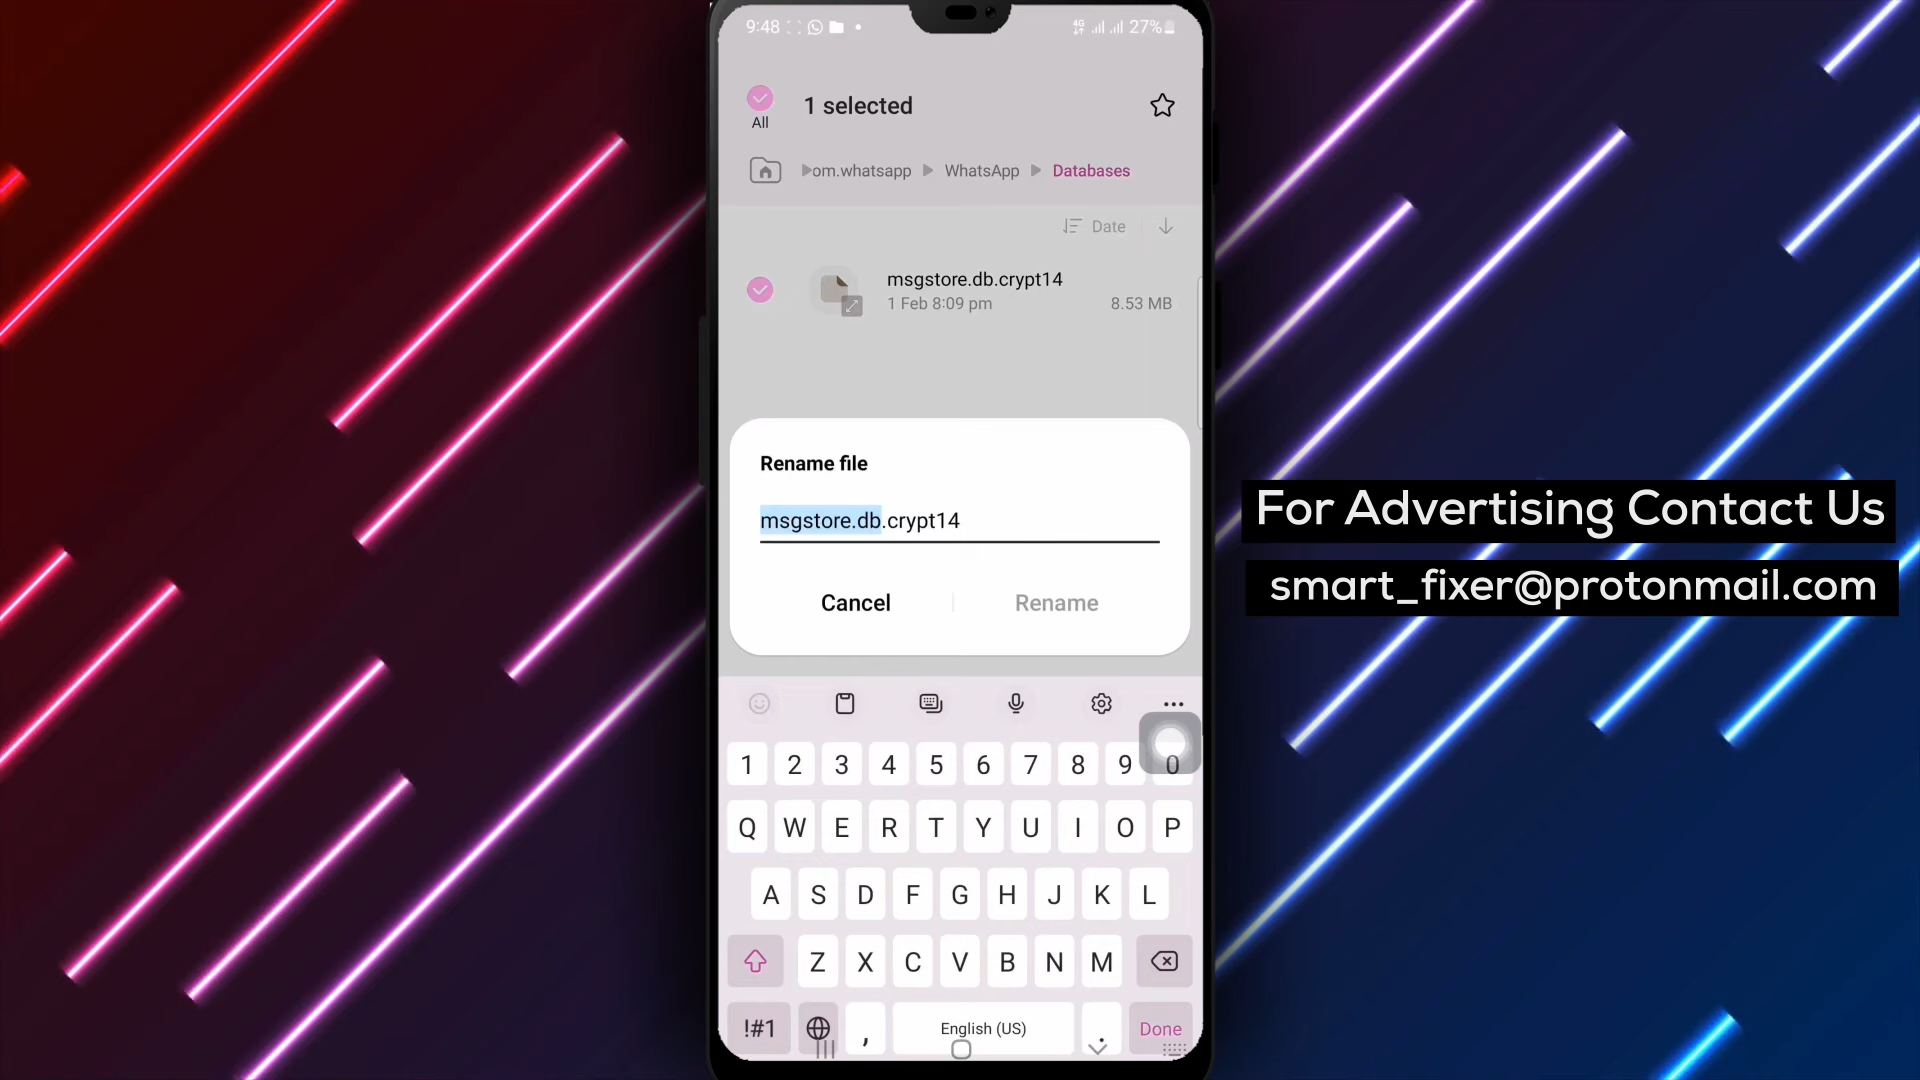 9:48 4G 27%
All 1 selected
om.whatsapp WhatsApp Databases
Date
msgstore.db.crypt14
1 Feb 8:09 pm 8.53 MB
Rename file
msgstore.db.crypt14
Cancel Rename
1 2 3 4 5 6 7 8 9 0
Q W E R T Y U I O P
A S D F G H J K L
Z X C V B N M
!#1 , English (US) . Done
For Advertising Contact Us
smart_fixer@protonmail.com